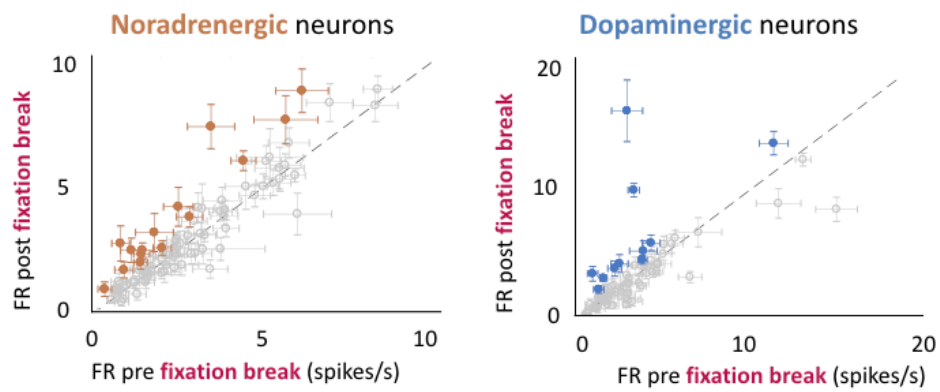 Noradrenergic neurons
10
5
0
0
5
10
FR post fixation break
FR pre fixation break (spikes/s)
Dopaminergic neurons
20
10
0
0
10
20
FR post fixation break
FR pre fixation break (spikes/s)